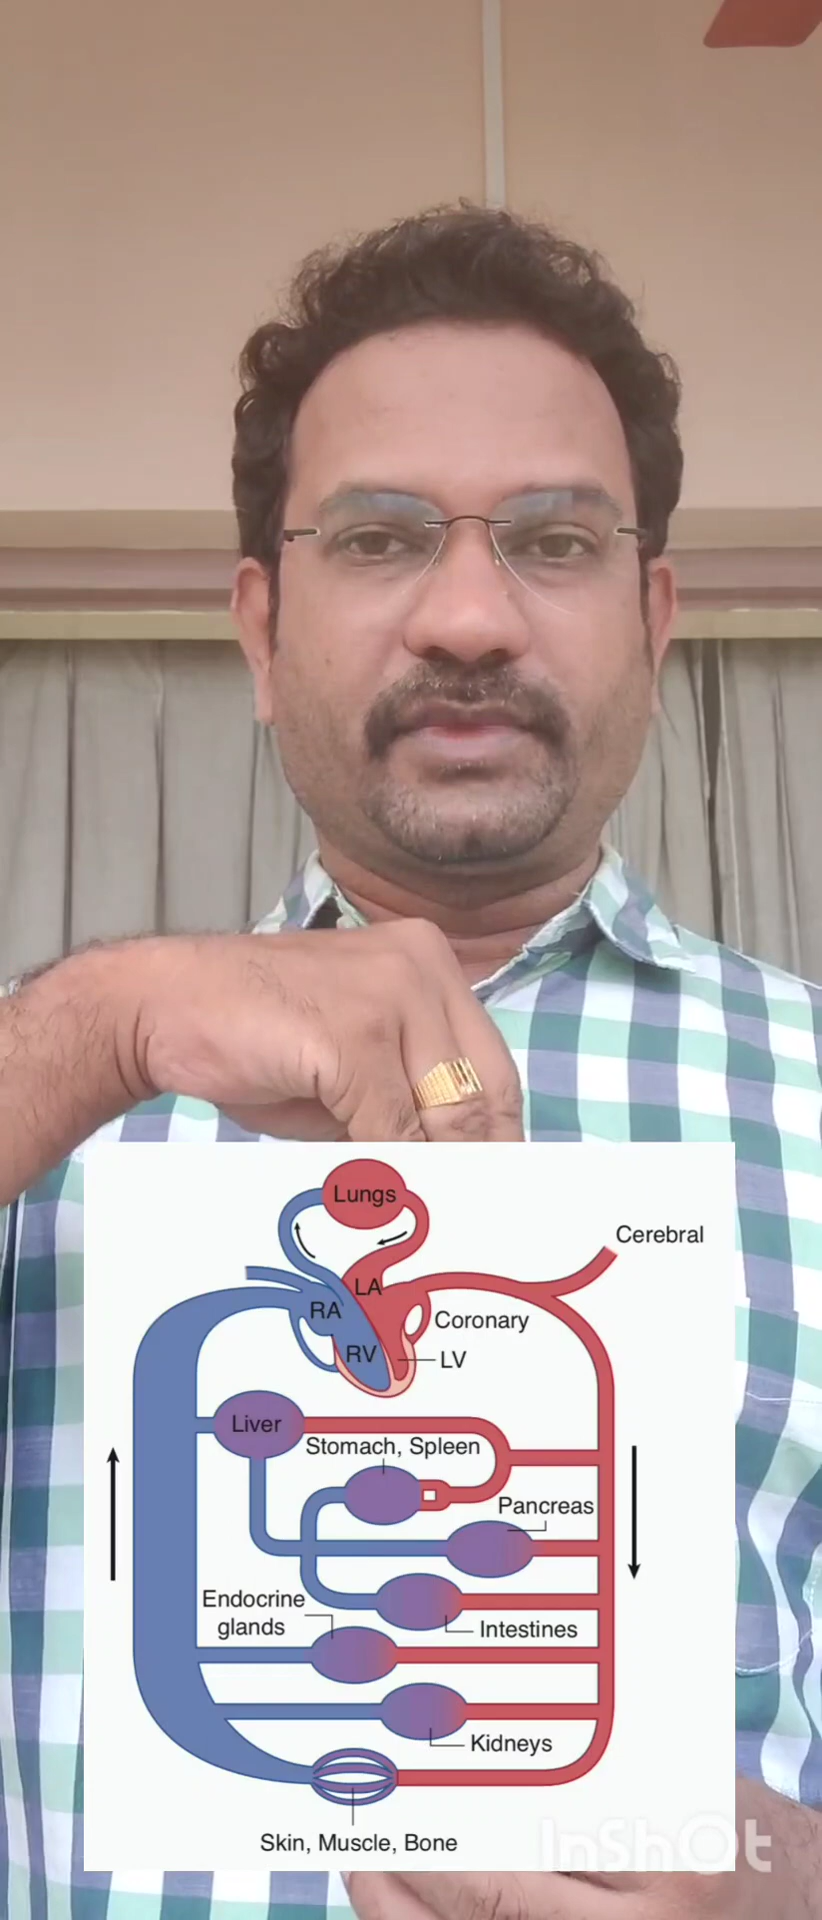 Lungs
Cerebral
LA
RA
Coronary
RV
LV
Liver
Stomach, Spleen
Pancreas
Endocrine
glands
Intestines
Kidneys
Skin, Muscle, Bone
InShOt